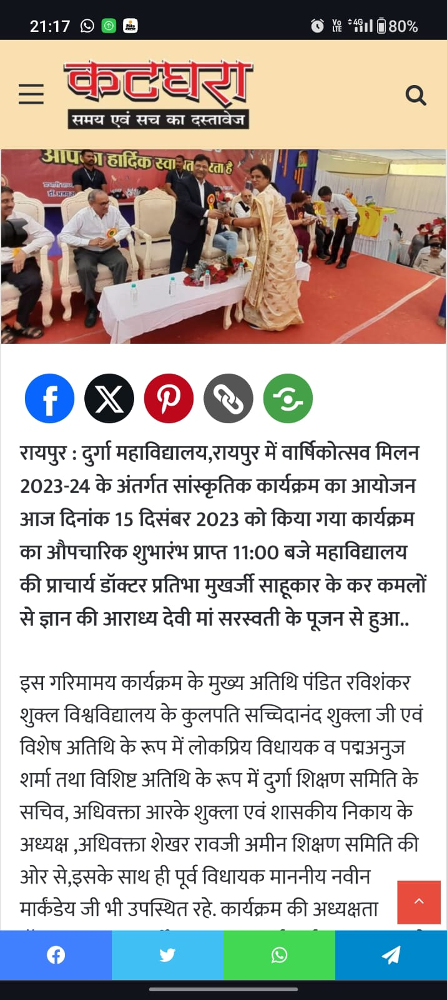 21:17
Vo LTE 4G 80%
कटघरा
समय एवं सच का दस्तावेज
आपका हार्दिक स्वा त रता है
रायपुर : दुर्गा महाविद्यालय,रायपुर में वार्षिकोत्सव मिलन
2023-24 के अंतर्गत सांस्कृतिक कार्यक्रम का आयोजन
आज दिनांक 15 दिसंबर 2023 को किया गया कार्यक्रम
का औपचारिक शुभारंभ प्राप्त 11:00 बजे महाविद्यालय
की प्राचार्य डॉक्टर प्रतिभा मुखर्जी साहूकार के कर कमलों
से ज्ञान की आराध्य देवी मां सरस्वती के पूजन से हुआ..
इस गरिमामय कार्यक्रम के मुख्य अतिथि पंडित रविशंकर
शुक्ल विश्वविद्यालय के कुलपति सच्चिदानंद शुक्ला जी एवं
विशेष अतिथि के रूप में लोकप्रिय विधायक व पद्मअनुज
शर्मा तथा विशिष्ट अतिथि के रूप में दुर्गा शिक्षण समिति के
सचिव, अधिवक्ता आरके शुक्ला एवं शासकीय निकाय के
अध्यक्ष ,अधिवक्ता शेखर रावजी अमीन शिक्षण समिति की
ओर से,इसके साथ ही पूर्व विधायक माननीय नवीन
मार्कंडेय जी भी उपस्थित रहे. कार्यक्रम की अध्यक्षता